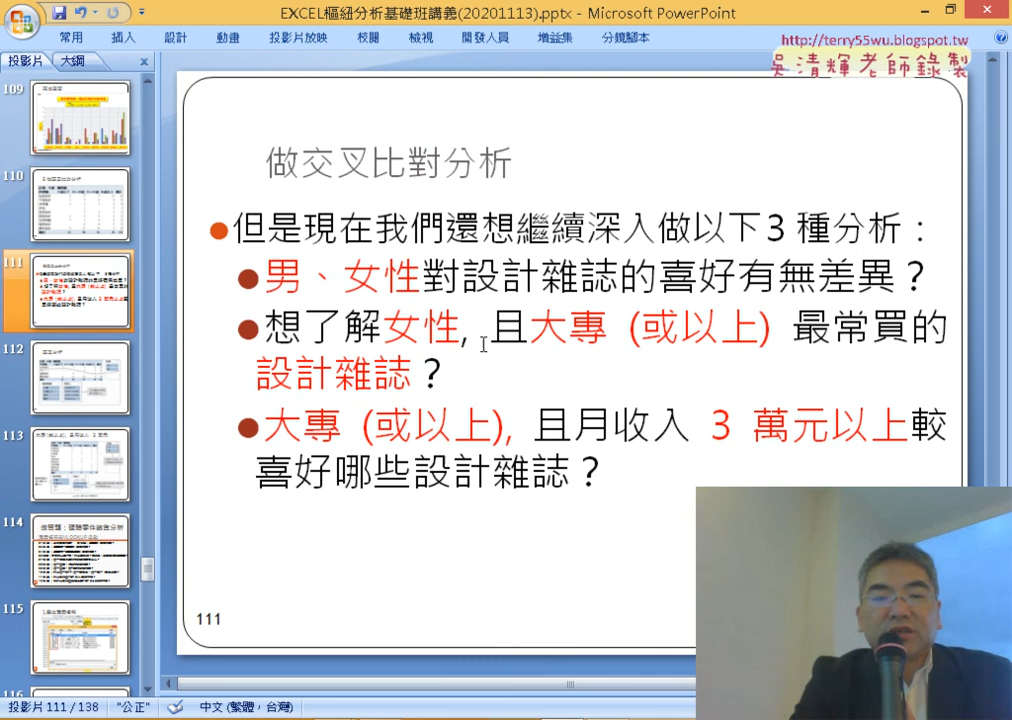 EXCEL樞紐分析基礎班講義(20201113).pptx - Microsoft PowerPoint
常用 插入 設計 動畫 投影片放映 校閱 檢視 開發人員 增益集 分鏡腳本
http://terry55wu.blogspot.tw
吳清輝老師錄製
投影片 大綱
109
110
111
112
113
114
115
116
做交叉比對分析
但是現在我們還想繼續深入做以下3 種分析：
男、女性對設計雜誌的喜好有無差異？
想了解女性, 且大專 (或以上) 最常買的
設計雜誌？
大專 (或以上), 且月收入 3 萬元以上較
喜好哪些設計雜誌？
111
投影片 111 / 138 "公正" 中文 (繁體，台灣)